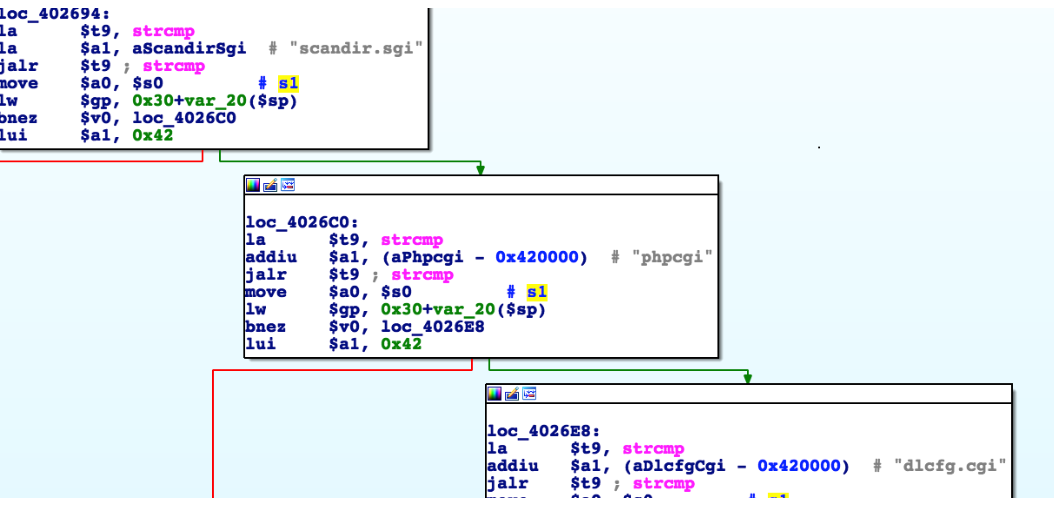 loc_402694:
la $t9, strcmp
la $a1, aScandirSgi # "scandir.sgi"
jalr $t9 ; strcmp
move $a0, $s0 # s1
lw $gp, 0x30+var_20($sp)
bnez $v0, loc_4026C0
lui $a1, 0x42
loc_4026C0:
la $t9, strcmp
addiu $a1, (aPhpcgi - 0x420000) # "phpcgi"
jalr $t9 ; strcmp
move $a0, $s0 # s1
lw $gp, 0x30+var_20($sp)
bnez $v0, loc_4026E8
lui $a1, 0x42
loc_4026E8:
la $t9, strcmp
addiu $a1, (aDlcfgCgi - 0x420000) # "dlcfg.cgi"
jalr $t9 ; strcmp